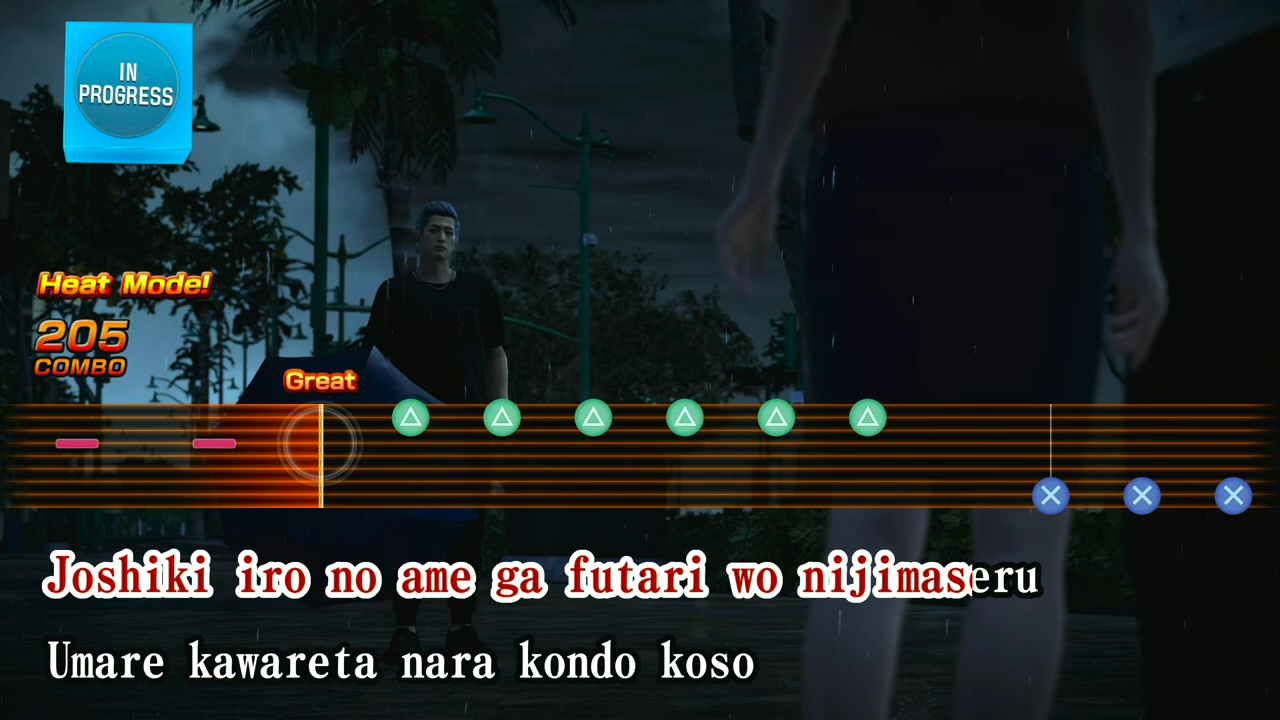 IN
PROGRESS
Heat Mode!
205
COMBO
Great
Joshiki iro no ame ga futari wo nijimaseru
Umare kawareta nara kondo koso